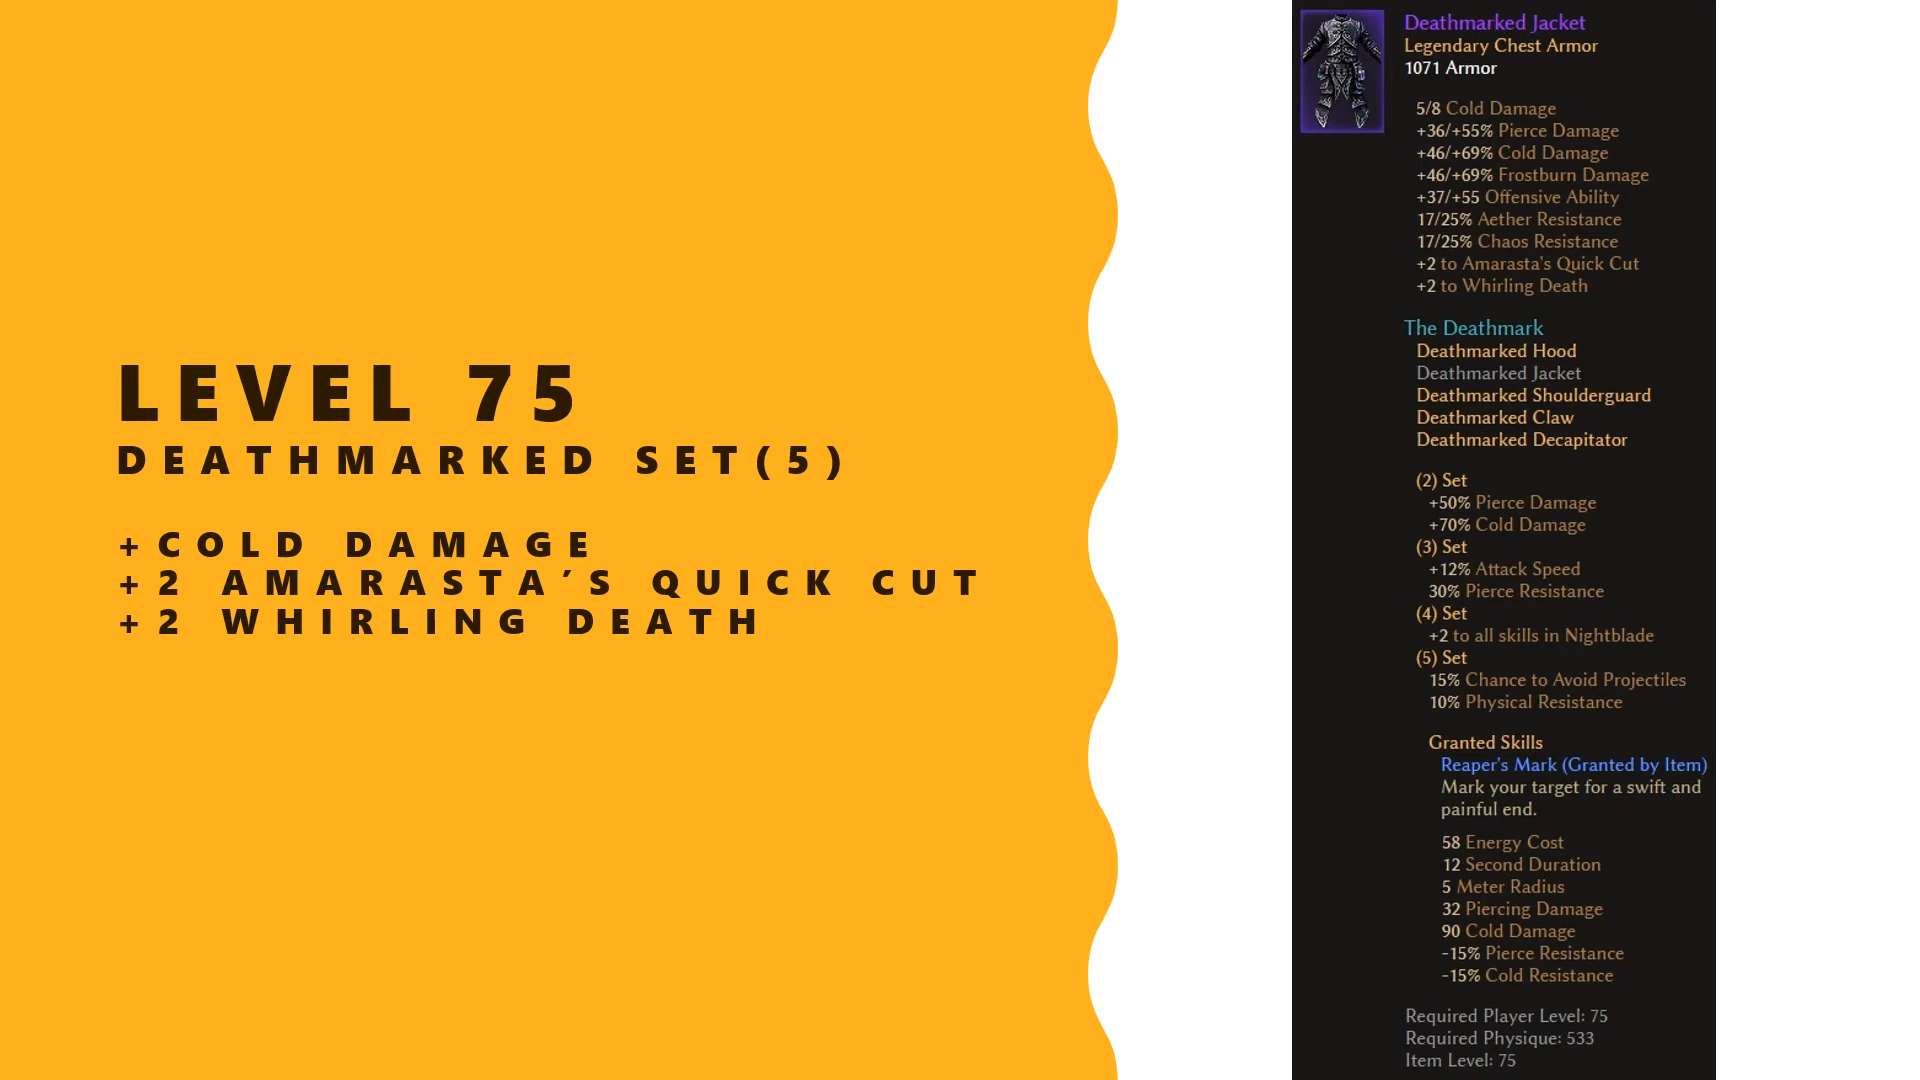 LEVEL 75
DEATHMARKED SET(5)
+COLD DAMAGE
+2 AMARASTA´S QUICK CUT
+2 WHIRLING DEATH
Deathmarked Jacket
Legendary Chest Armor
1071 Armor
5/8 Cold Damage
+36/+55% Pierce Damage
+46/+69% Cold Damage
+46/+69% Frostburn Damage
+37/+55 Offensive Ability
17/25% Aether Resistance
17/25% Chaos Resistance
+2 to Amarasta's Quick Cut
+2 to Whirling Death
The Deathmark
Deathmarked Hood
Deathmarked Jacket
Deathmarked Shoulderguard
Deathmarked Claw
Deathmarked Decapitator
(2) Set
+50% Pierce Damage
+70% Cold Damage
(3) Set
+12% Attack Speed
30% Pierce Resistance
(4) Set
+2 to all skills in Nightblade
(5) Set
15% Chance to Avoid Projectiles
10% Physical Resistance
Granted Skills
Reaper's Mark (Granted by Item)
Mark your target for a swift and
painful end.
58 Energy Cost
12 Second Duration
5 Meter Radius
32 Piercing Damage
90 Cold Damage
-15% Pierce Resistance
-15% Cold Resistance
Required Player Level: 75
Required Physique: 533
Item Level: 75